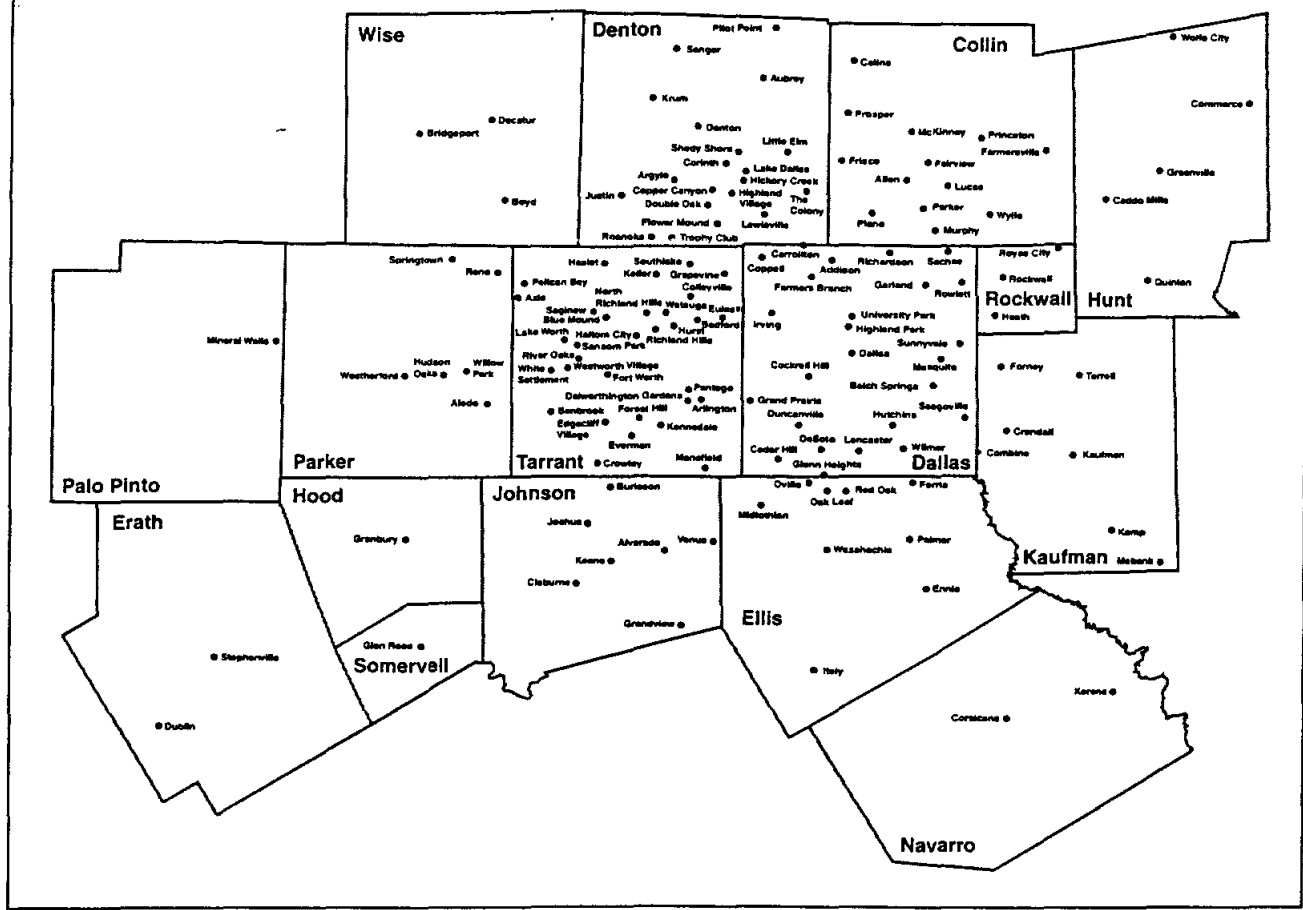 Wise
Denton
Collin
Pilot Point
Sanger
Aubrey
Krum
Denton
Little Elm
Shady Shore
Corinth
Lake Dallas
Argyle
Hickory Creek
Justin
Copper Canyon
Highland
Village
The
Colony
Double Oak
Lewisville
Flower Mound
Roanoke
Trophy Club
Bridgeport
Decatur
Boyd
Celina
Prosper
McKinney
Princeton
Farmersville
Frisco
Fairview
Allen
Lucas
Plano
Parker
Wylie
Murphy
Wolfe City
Commerce
Greenville
Caddo Mills
Quinlan
Hunt
Royse City
Rockwall
Rockwall
Heath
Mineral Wells
Palo Pinto
Springtown
Reno
Weatherford
Hudson
Oaks
Willow
Park
Aledo
Parker
Haslet
Southlake
Keller
Grapevine
Pelican Bay
Colleyville
Azle
North
Richland Hills
Watauga
Euless
Saginaw
Blue Mound
Hurst
Bedford
Lake Worth
Haltom City
Richland Hills
Sansom Park
River Oaks
White
Settlement
Westworth Village
Fort Worth
Pantego
Dalworthington Gardens
Arlington
Benbrook
Forest Hill
Edgecliff
Village
Kennedale
Everman
Crowley
Mansfield
Tarrant
Carrollton
Richardson
Sachse
Coppell
Addison
Farmers Branch
Garland
Rowlett
Irving
University Park
Highland Park
Sunnyvale
Dallas
Mesquite
Cockrell Hill
Balch Springs
Grand Prairie
Seagoville
Duncanville
Hutchins
DeSoto
Lancaster
Wilmer
Cedar Hill
Glenn Heights
Dallas
Forney
Terrell
Crandall
Combine
Kaufman
Kemp
Kaufman
Mabank
Erath
Stephenville
Dublin
Hood
Granbury
Glen Rose
Somervell
Johnson
Burleson
Joshua
Alvarado
Venus
Keene
Cleburne
Grandview
Ovilla
Red Oak
Ferris
Oak Leaf
Midlothian
Waxahachie
Palmer
Ennis
Ellis
Italy
Kerens
Corsicana
Navarro